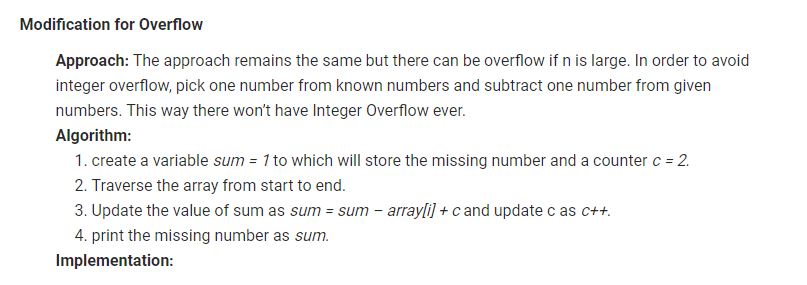 Modification for Overflow
Approach: The approach remains the same but there can be overflow if n is large. In order to avoid
integer overflow, pick one number from known numbers and subtract one number from given
numbers. This way there won’t have Integer Overflow ever.
Algorithm:
1. create a variable sum = 1 to which will store the missing number and a counter c = 2.
2. Traverse the array from start to end.
3. Update the value of sum as sum = sum – array[i] + c and update c as c++.
4. print the missing number as sum.
Implementation: